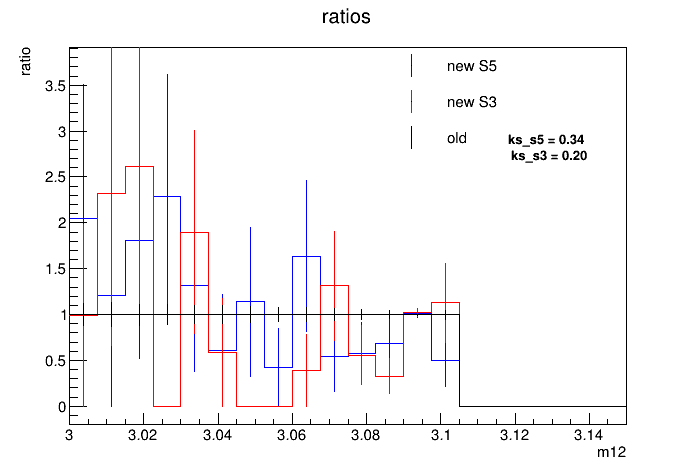 ratios
ratio
new S5
new S3
old
ks_s5 = 0.34
ks_s3 = 0.20
3.5
3
2.5
2
1.5
1
0.5
0
3 3.02 3.04 3.06 3.08 3.1 3.12 3.14
m12